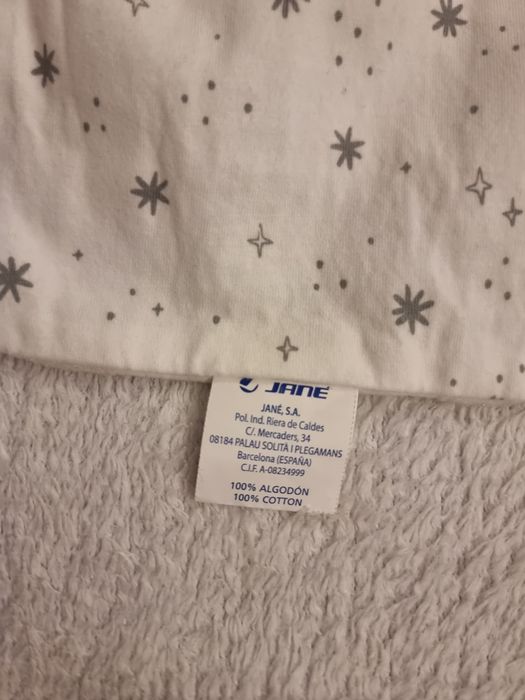 JANÉ
JANÉ, S.A.
Pol. Ind. Riera de Caldes
C/. Mercaders, 34
08184 PALAU SOLITÀ I PLEGAMANS
Barcelona (ESPAÑA)
C.I.F. A-08234999
100% ALGODÓN
100% COTTON